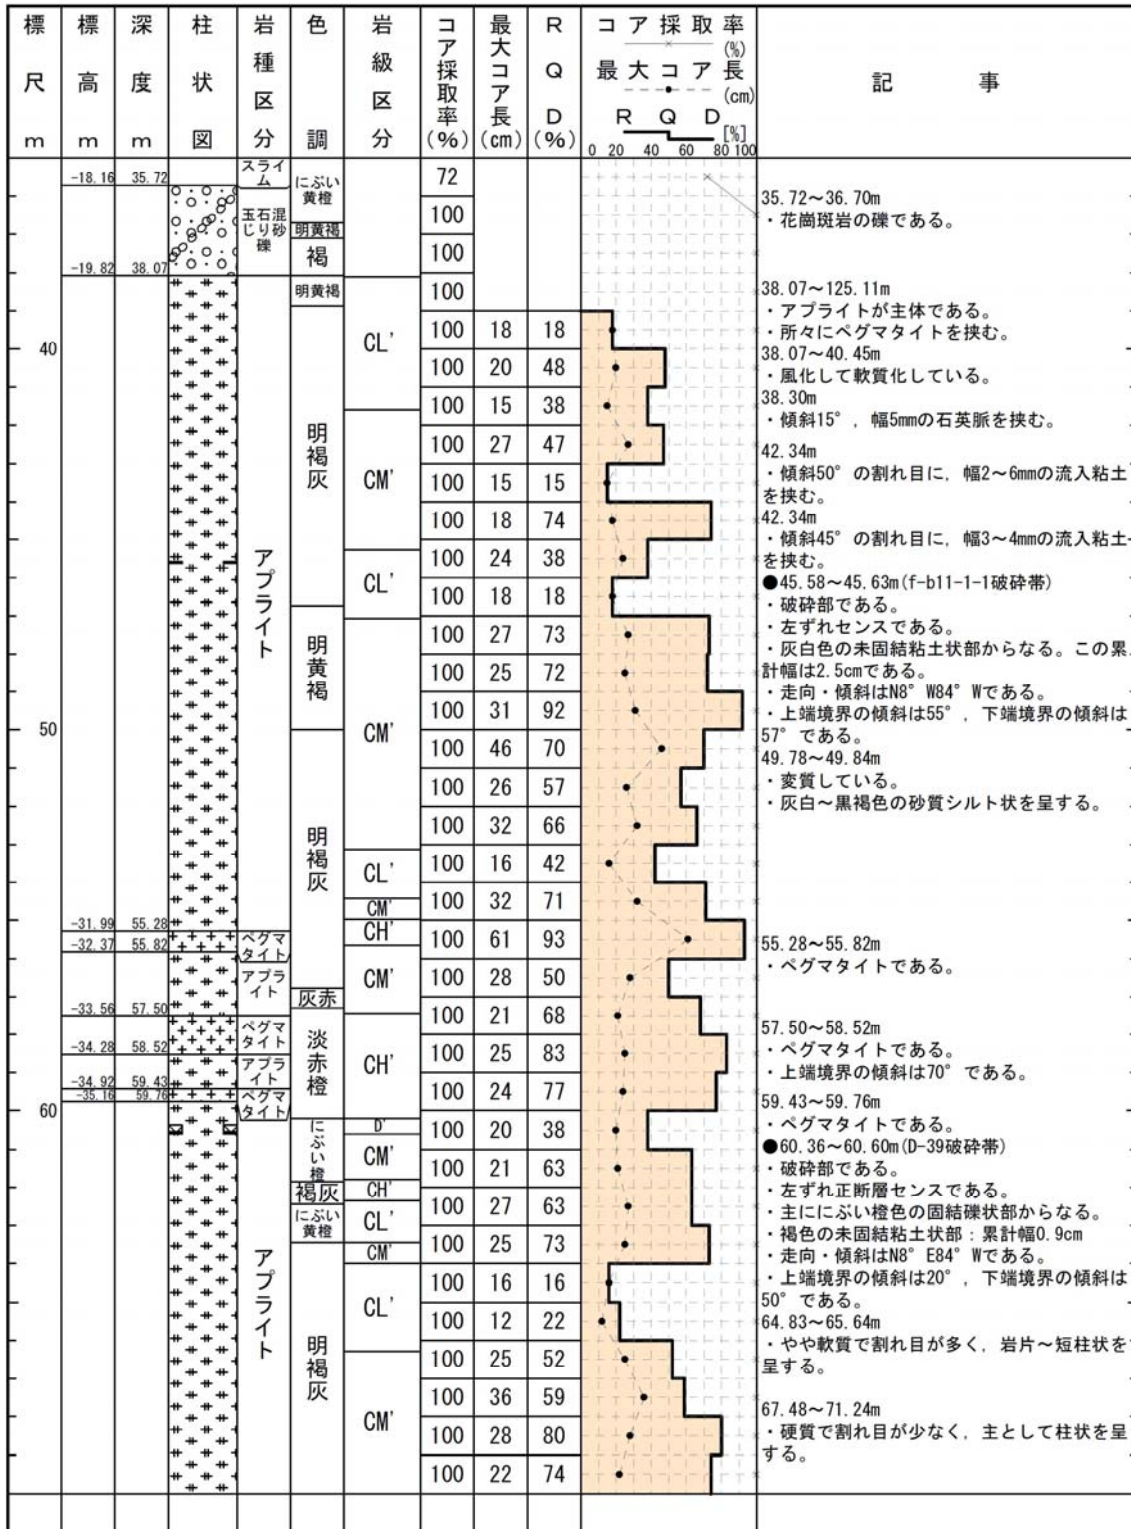 標尺m
標高m
深度m
柱状図
岩種区分
色調
岩級区分
コア採取率(%)
最大コア長(cm)
RQD(%)
コア採取率
(%)
最大コア長
(cm)
RQD
[%]
0 20 40 60 80 100
記事
-18.16 35.72
-19.82 38.07
-31.99 55.28
-32.37 55.82
-33.56 57.50
-34.28 58.52
-34.92 59.43
-35.16 59.76
40
50
60
スライム
玉石混じり砂礫
アプライト
ペグマタイト
アプライト
ペグマタイト
アプライト
ペグマタイト
アプライト
にぶい黄橙
明黄褐
褐
明黄褐
明褐灰
明黄褐
明褐灰
灰赤
淡赤橙
にぶい橙
褐灰
にぶい黄橙
明褐灰
CL'
CM'
CL'
CM'
CL'
CM'
CH'
CM'
CH'
D'
CM'
CH'
CL'
CM'
CL'
CM'
72
100
100
100
100 18 18
100 20 48
100 15 38
100 27 47
100 15 15
100 18 74
100 24 38
100 18 18
100 27 73
100 25 72
100 31 92
100 46 70
100 26 57
100 32 66
100 16 42
100 32 71
100 61 93
100 28 50
100 21 68
100 25 83
100 24 77
100 20 38
100 21 63
100 27 63
100 25 73
100 16 16
100 12 22
100 25 52
100 36 59
100 28 80
100 22 74
35.72～36.70m
・花崗斑岩の礫である。
38.07～125.11m
・アプライトが主体である。
・所々にペグマタイトを挟む。
38.07～40.45m
・風化して軟質化している。
38.30m
・傾斜15°，幅5mmの石英脈を挟む。
42.34m
・傾斜50°の割れ目に，幅2～6mmの流入粘土
を挟む。
42.34m
・傾斜45°の割れ目に，幅3～4mmの流入粘土
を挟む。
●45.58～45.63m(f-b11-1-1破砕帯)
・破砕部である。
・左ずれセンスである。
・灰白色の未固結粘土状部からなる。この累
計幅は2.5cmである。
・走向・傾斜はN8°W84°Wである。
・上端境界の傾斜は55°，下端境界の傾斜は
57°である。
49.78～49.84m
・変質している。
・灰白～黒褐色の砂質シルト状を呈する。
55.28～55.82m
・ペグマタイトである。
57.50～58.52m
・ペグマタイトである。
・上端境界の傾斜は70°である。
59.43～59.76m
・ペグマタイトである。
●60.36～60.60m(D-39破砕帯)
・破砕部である。
・左ずれ正断層センスである。
・主ににぶい橙色の固結礫状部からなる。
・褐色の未固結粘土状部：累計幅0.9cm
・走向・傾斜はN8°E84°Wである。
・上端境界の傾斜は20°，下端境界の傾斜は
50°である。
64.83～65.64m
・やや軟質で割れ目が多く，岩片～短柱状を
呈する。
67.48～71.24m
・硬質で割れ目が少なく，主として柱状を呈
する。